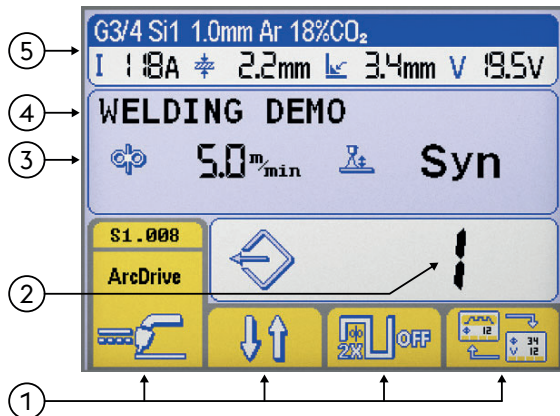 G3/4 Si1 1.0mm Ar 18%CO₂
5
I 118A 2.2mm 3.4mm V 19.5V
4
WELDING DEMO
3
5.0 m/min Syn
S1.008
ArcDrive
2
1
2X OFF
12
34
V 12
1